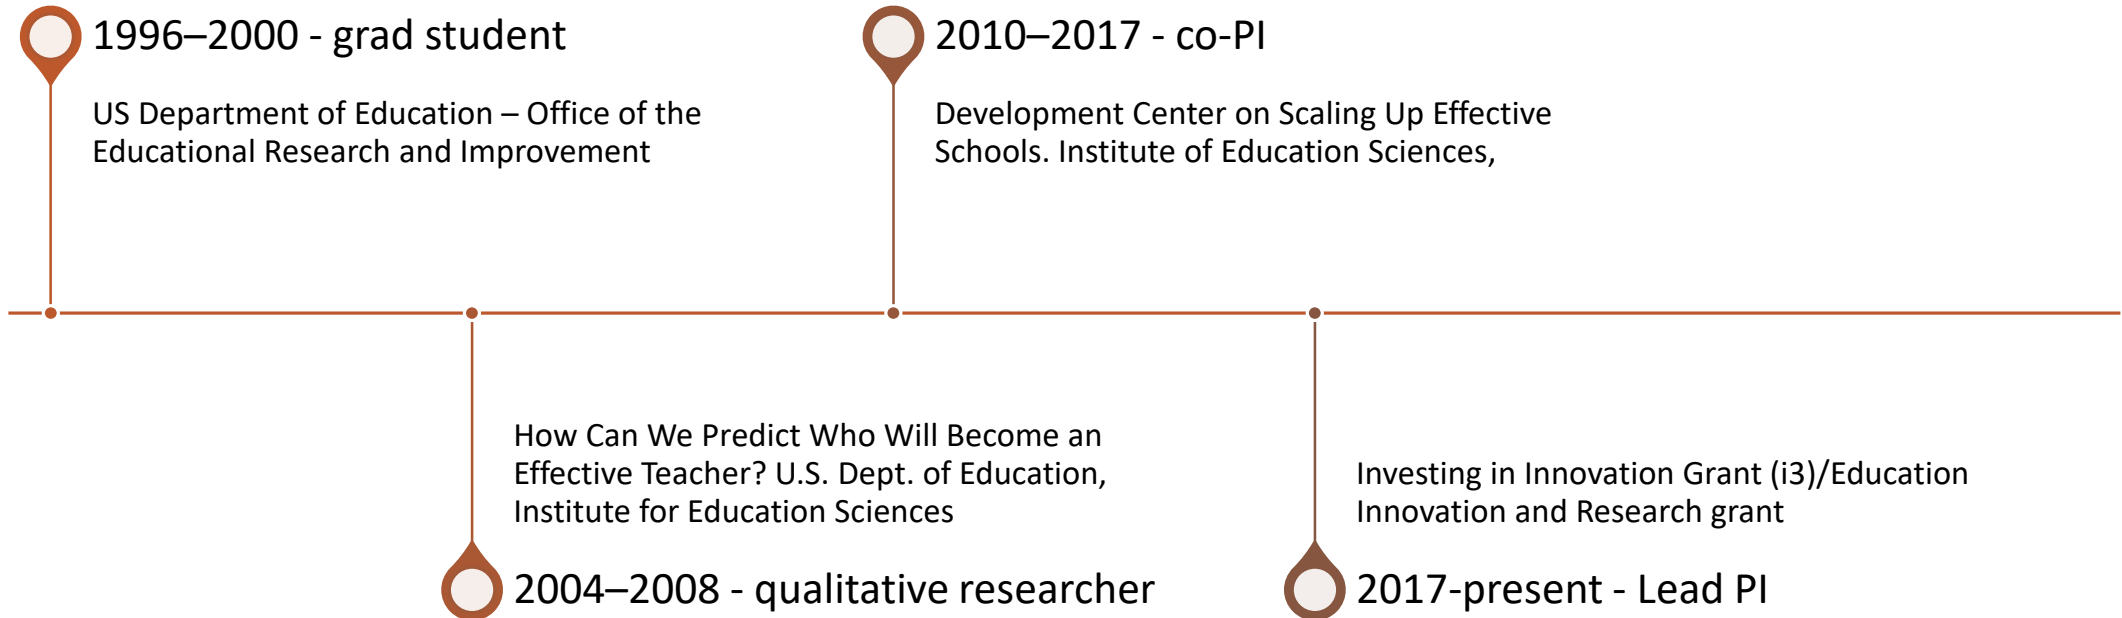 1996–2000 - grad student
US Department of Education – Office of the
Educational Research and Improvement
How Can We Predict Who Will Become an
Effective Teacher? U.S. Dept. of Education,
Institute for Education Sciences
2004–2008 - qualitative researcher
2010–2017 - co-PI
Development Center on Scaling Up Effective
Schools. Institute of Education Sciences,
Investing in Innovation Grant (i3)/Education
Innovation and Research grant
2017-present - Lead PI